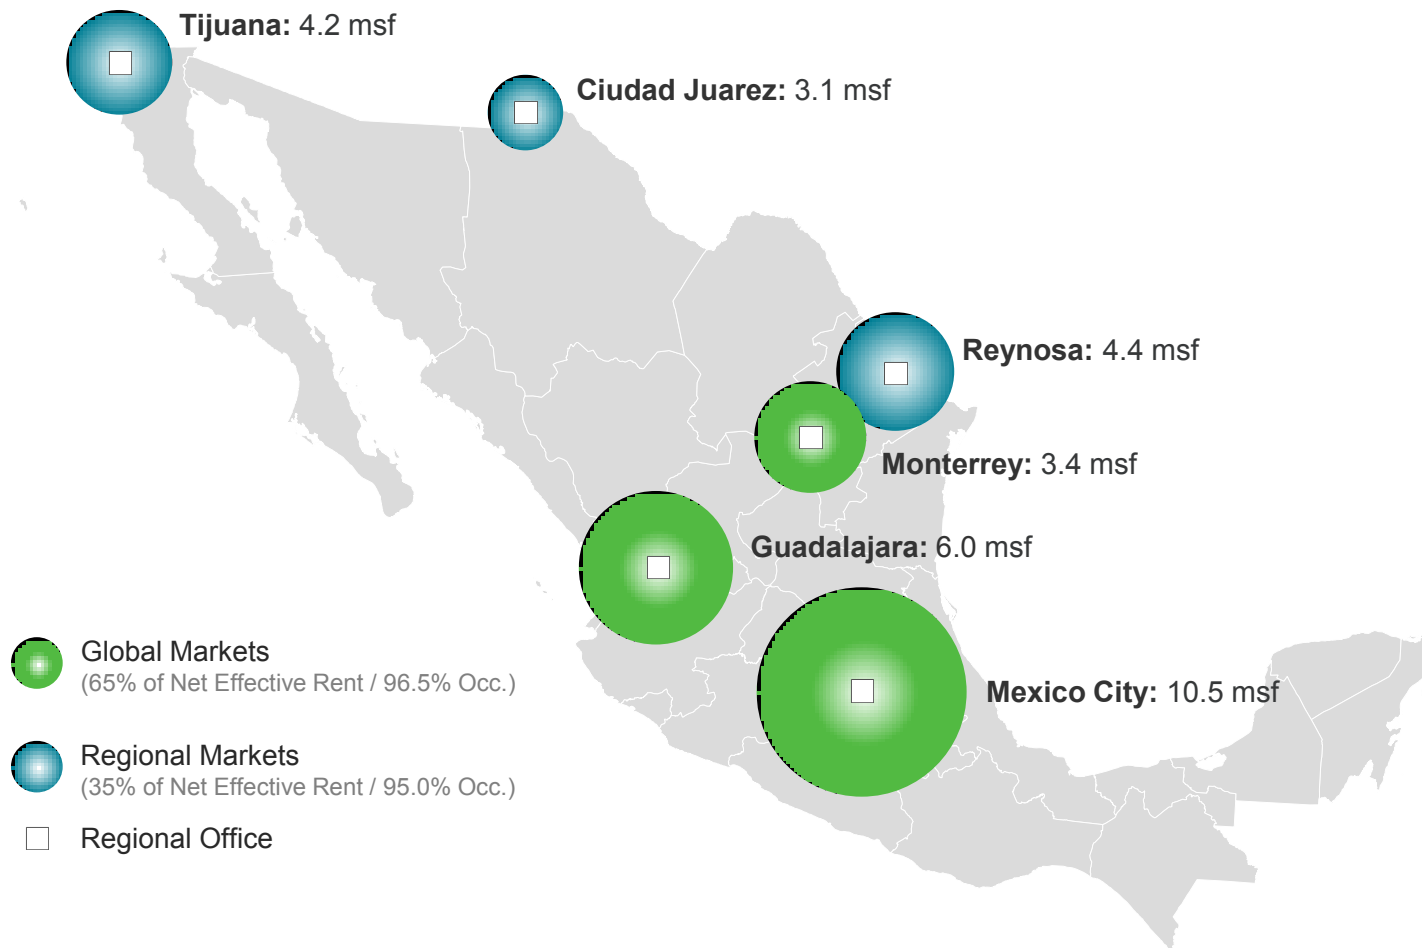 Tijuana: 4.2 msf
Ciudad Juarez: 3.1 msf
Reynosa: 4.4 msf
Monterrey: 3.4 msf
Guadalajara: 6.0 msf
Mexico City: 10.5 msf
Global Markets
(65% of Net Effective Rent / 96.5% Occ.)
Regional Markets
(35% of Net Effective Rent / 95.0% Occ.)
Regional Office